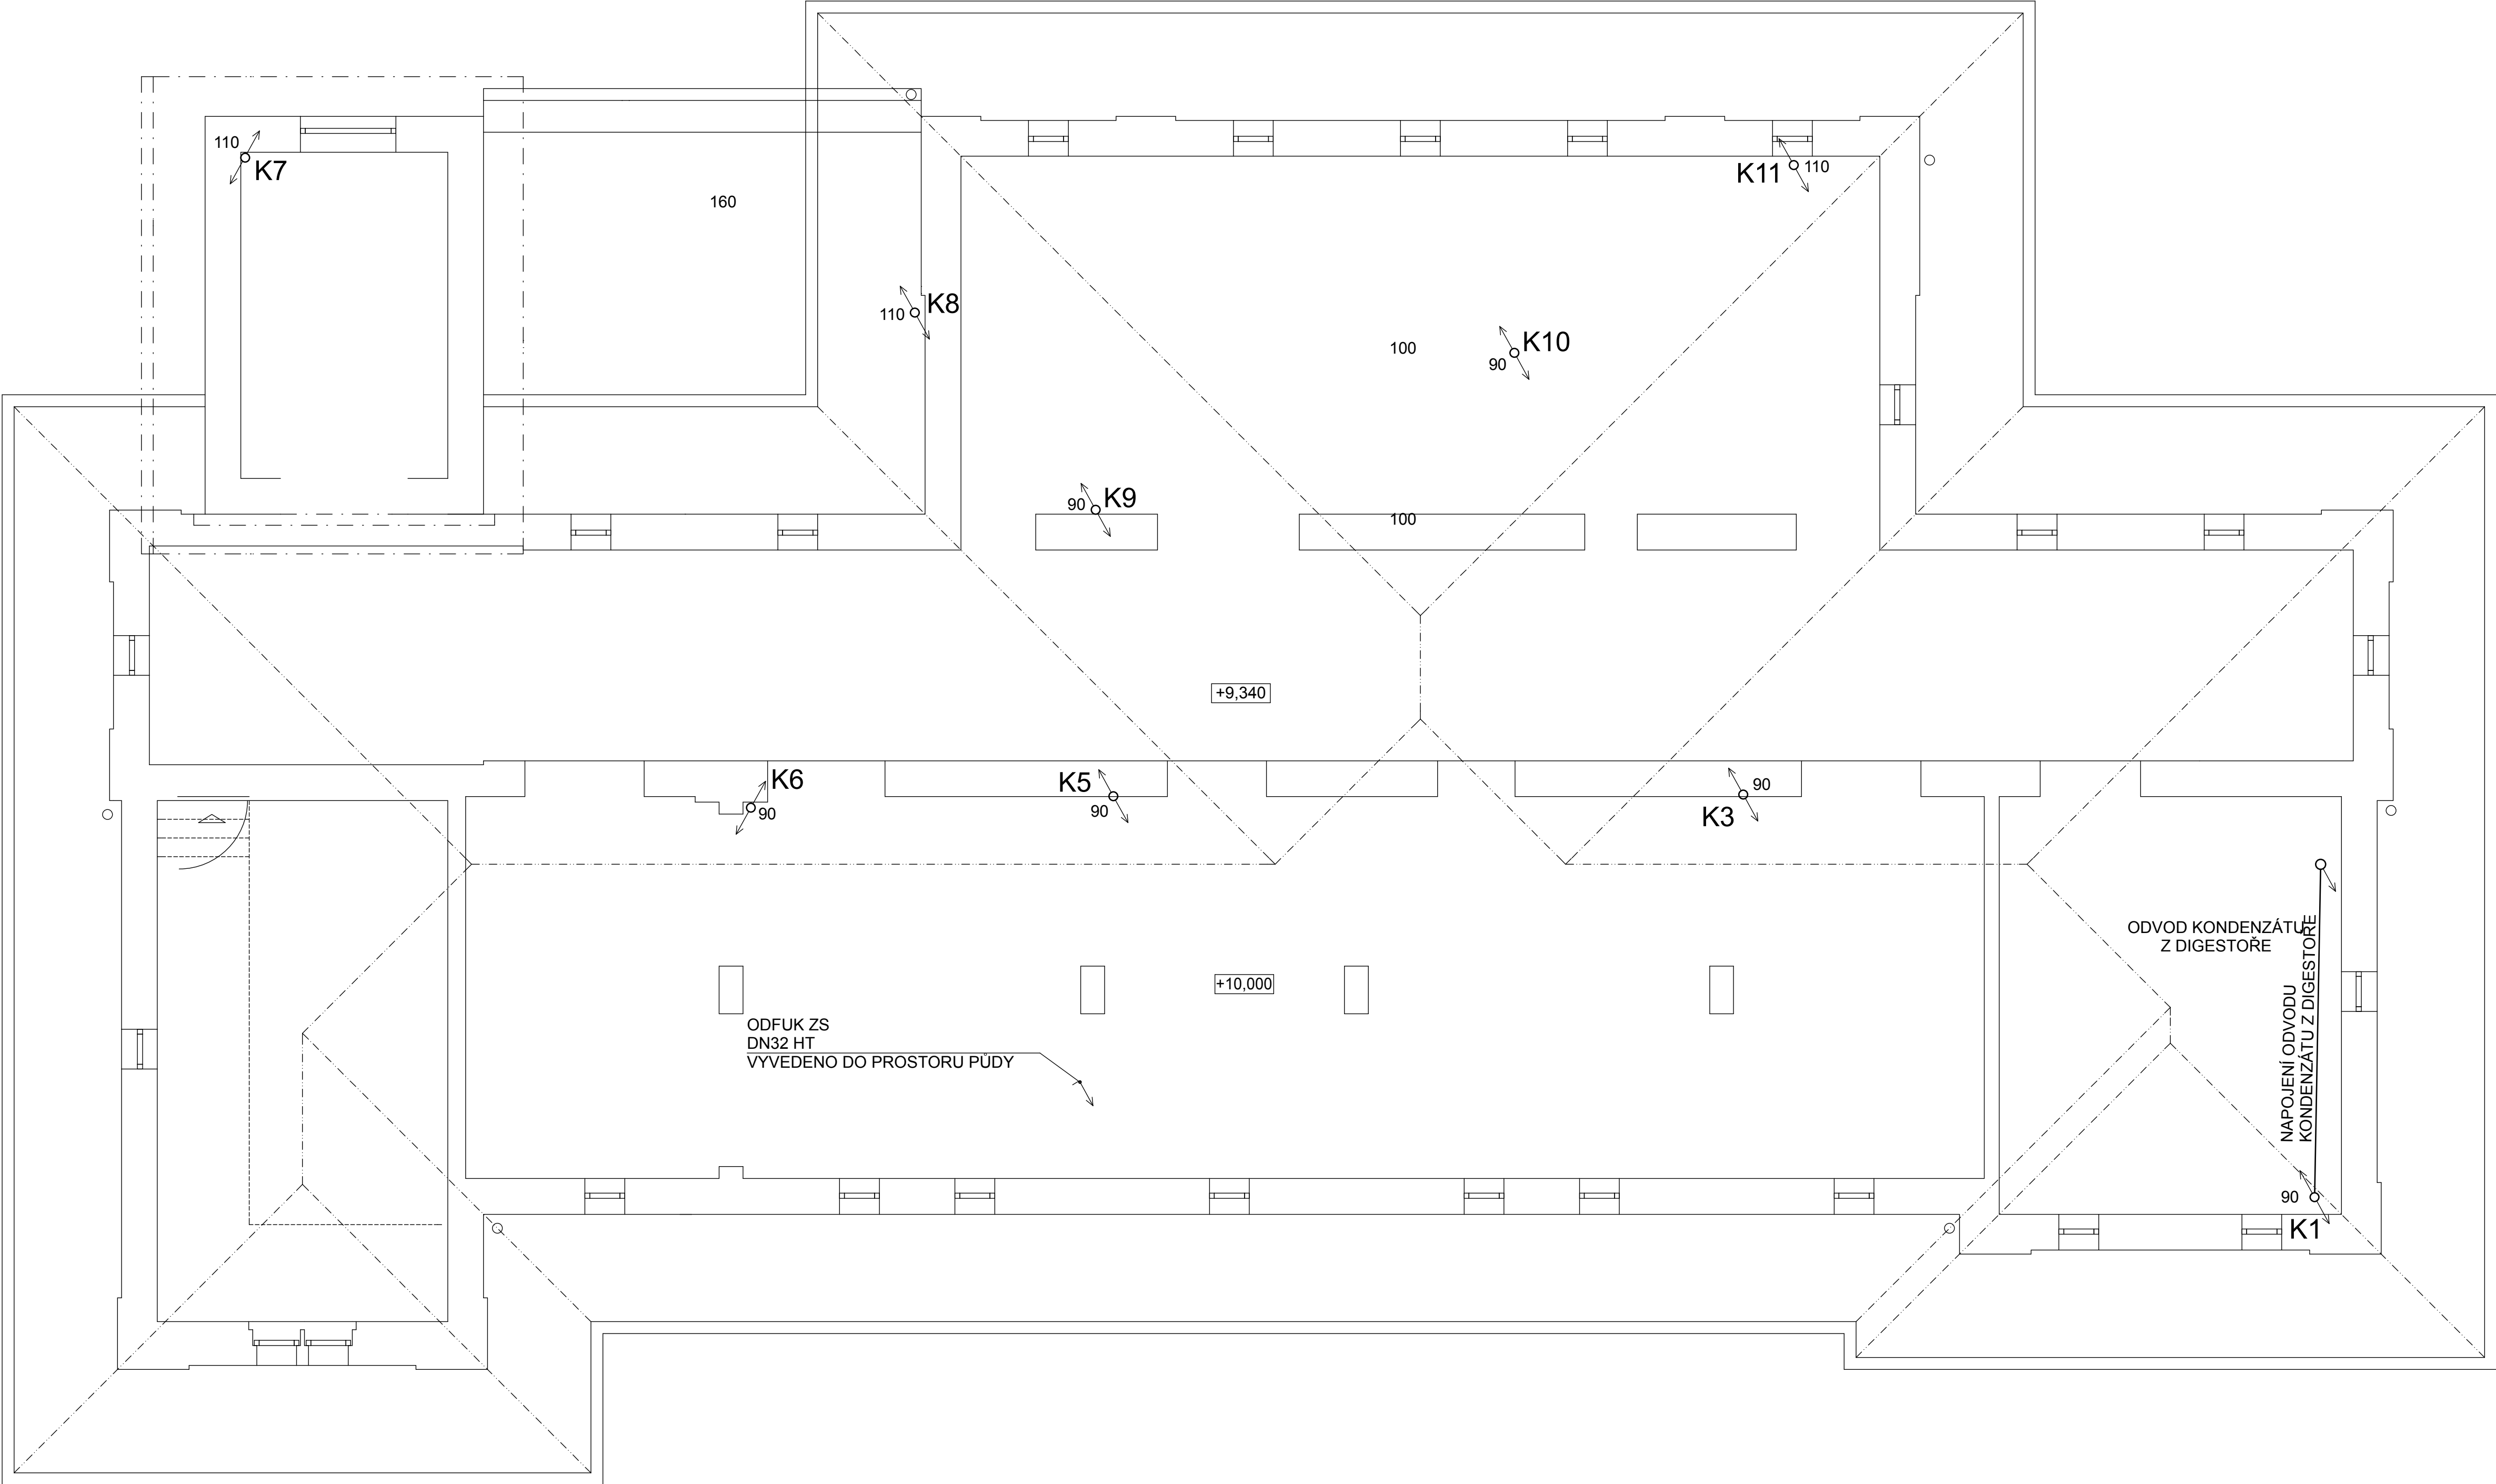 110
K7
K11
110
160
K8
110
K10
100
90
K9
90
100
+9,340
K6
90
K5
90
90
K3
ODVOD KONDENZÁTU
Z DIGESTOŘE
NAPOJENÍ ODVODU
KONDENZÁTU Z DIGESTOŘE
+10,000
ODFUK ZS
DN32 HT
VYVEDENO DO PROSTORU PŮDY
90
K1